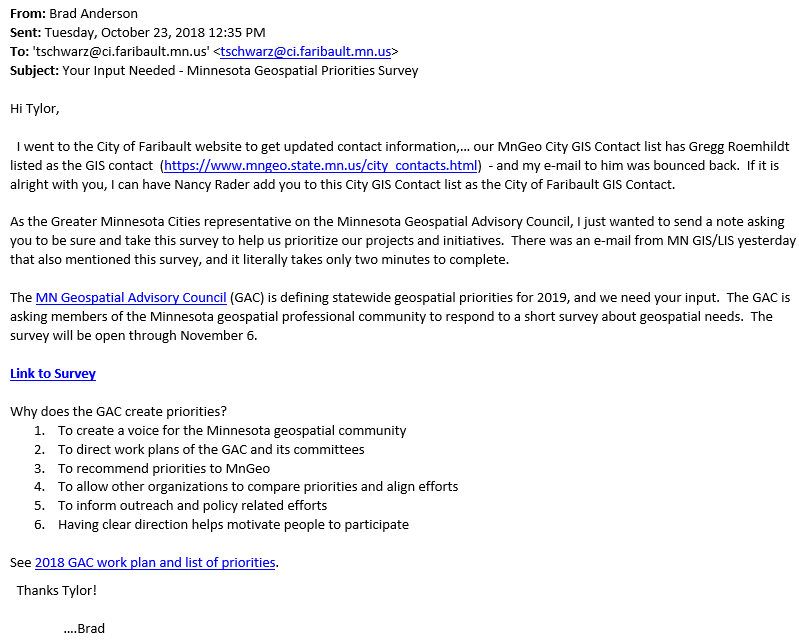 From: Brad Anderson
Sent: Tuesday, October 23, 2018 12:35 PM
To: 'tschwarz@ci.faribault.mn.us' <tschwarz@ci.faribault.mn.us>
Subject: Your Input Needed - Minnesota Geospatial Priorities Survey
Hi Tylor,
I went to the City of Faribault website to get updated contact information,... our MnGeo City GIS Contact list has Gregg Roemhildt
listed as the GIS contact  (https://www.mngeo.state.mn.us/city_contacts.html)  - and my e-mail to him was bounced back.  If it is
alright with you, I can have Nancy Rader add you to this City GIS Contact list as the City of Faribault GIS Contact.
As the Greater Minnesota Cities representative on the Minnesota Geospatial Advisory Council, I just wanted to send a note asking
you to be sure and take this survey to help us prioritize our projects and initiatives.  There was an e-mail from MN GIS/LIS yesterday
that also mentioned this survey, and it literally takes only two minutes to complete.
The MN Geospatial Advisory Council (GAC) is defining statewide geospatial priorities for 2019, and we need your input.  The GAC is
asking members of the Minnesota geospatial professional community to respond to a short survey about geospatial needs.  The
survey will be open through November 6.
Link to Survey
Why does the GAC create priorities?
1. To create a voice for the Minnesota geospatial community
2. To direct work plans of the GAC and its committees
3. To recommend priorities to MnGeo
4. To allow other organizations to compare priorities and align efforts
5. To inform outreach and policy related efforts
6. Having clear direction helps motivate people to participate
See 2018 GAC work plan and list of priorities.
Thanks Tylor!
....Brad